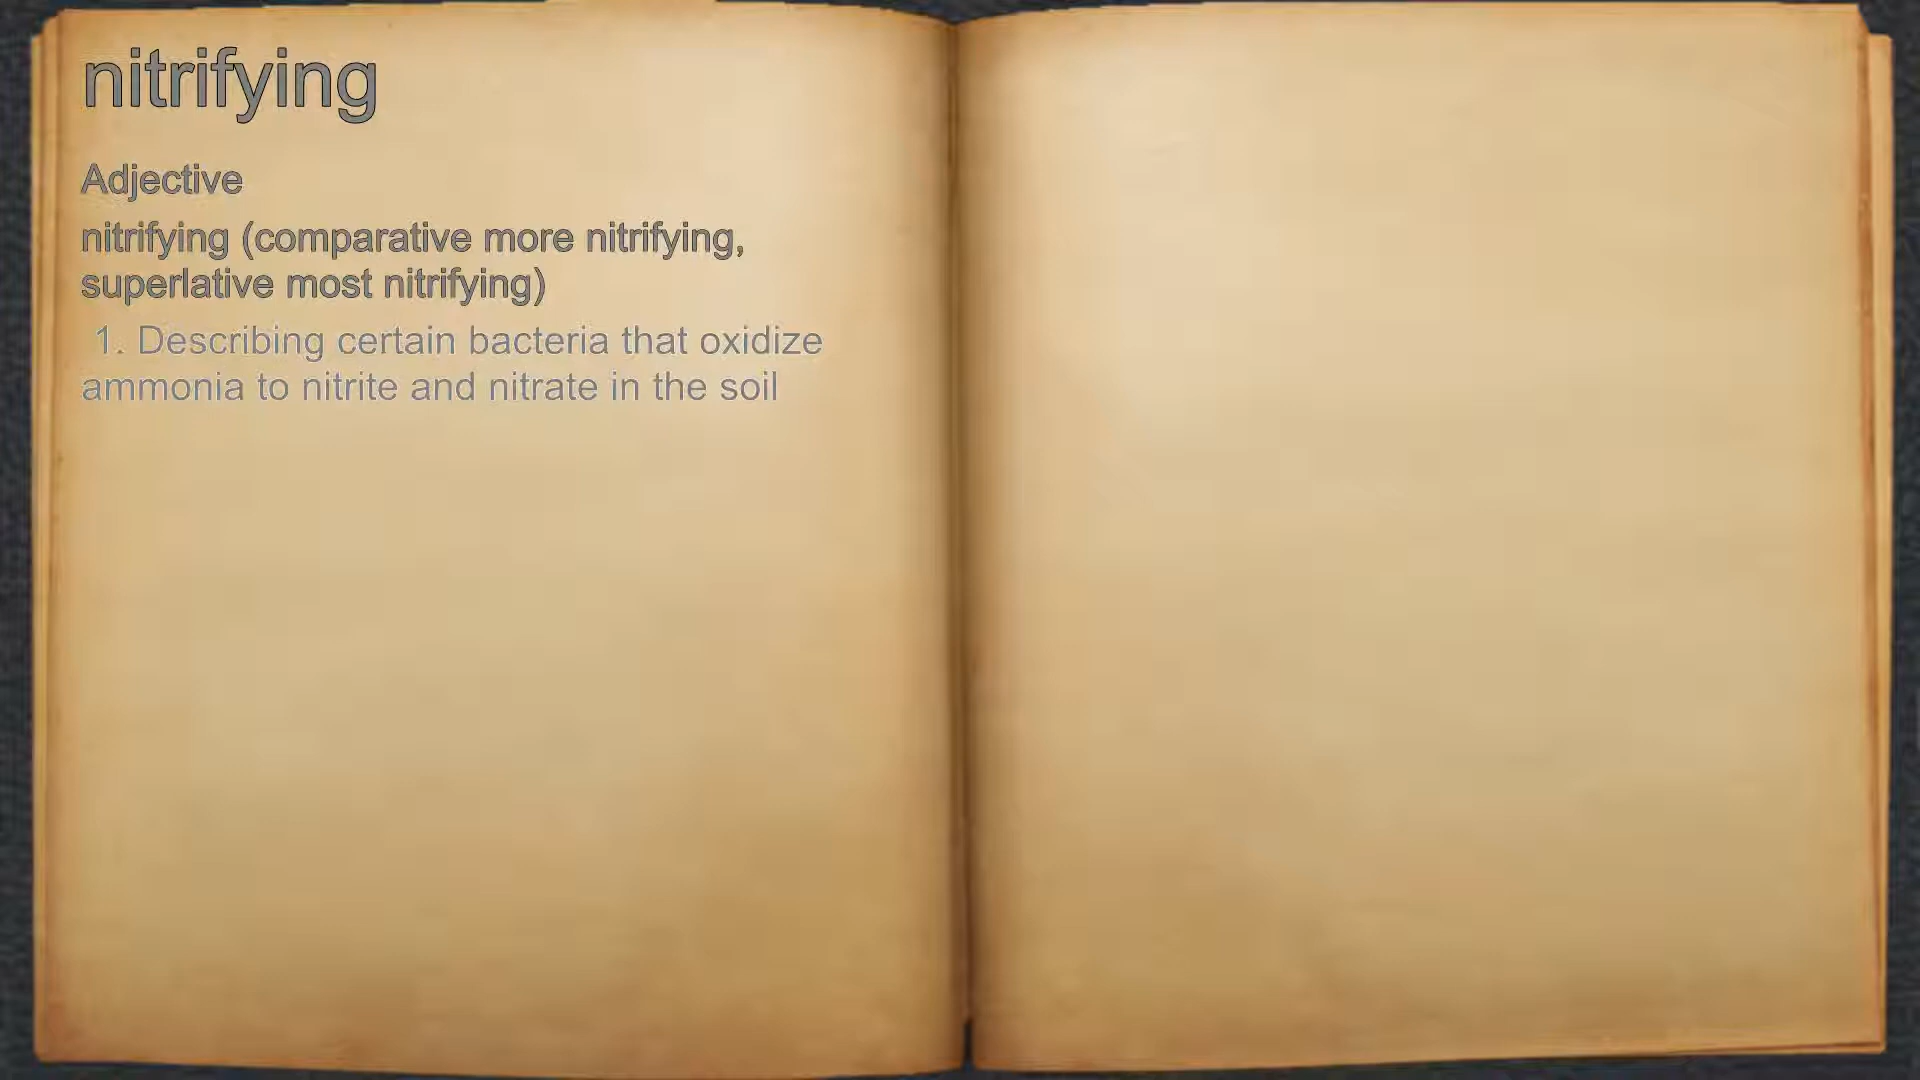 nitrifying
Adjective
nitrifying (comparative more nitrifying,
superlative most nitrifying)
1. Describing certain bacteria that oxidize
ammonia to nitrite and nitrate in the soil